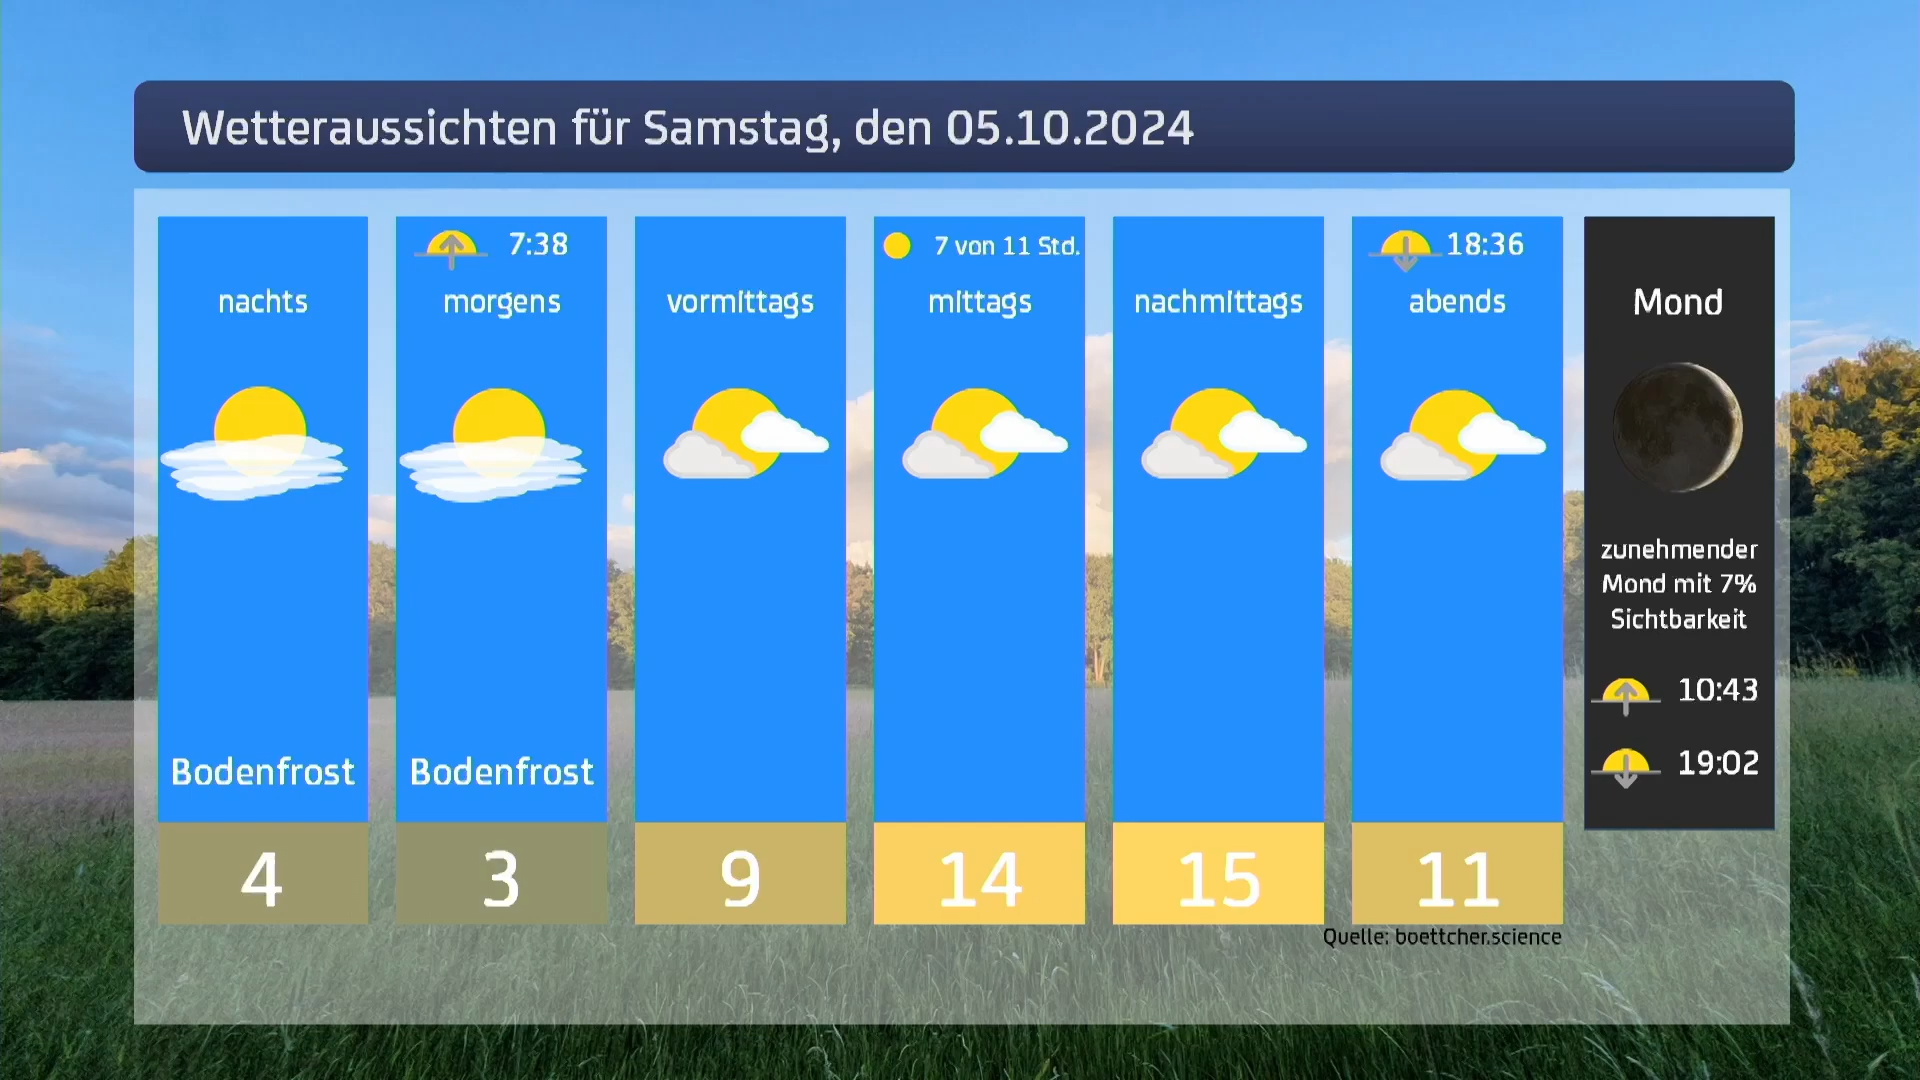 Wetteraussichten für Samstag, den 05.10.2024
nachts
Bodenfrost
4
7:38
morgens
Bodenfrost
3
vormittags
9
7 von 11 Std.
mittags
14
nachmittags
15
18:36
abends
11
Mond
zunehmender
Mond mit 7%
Sichtbarkeit
10:43
19:02
Quelle: boettcher.science